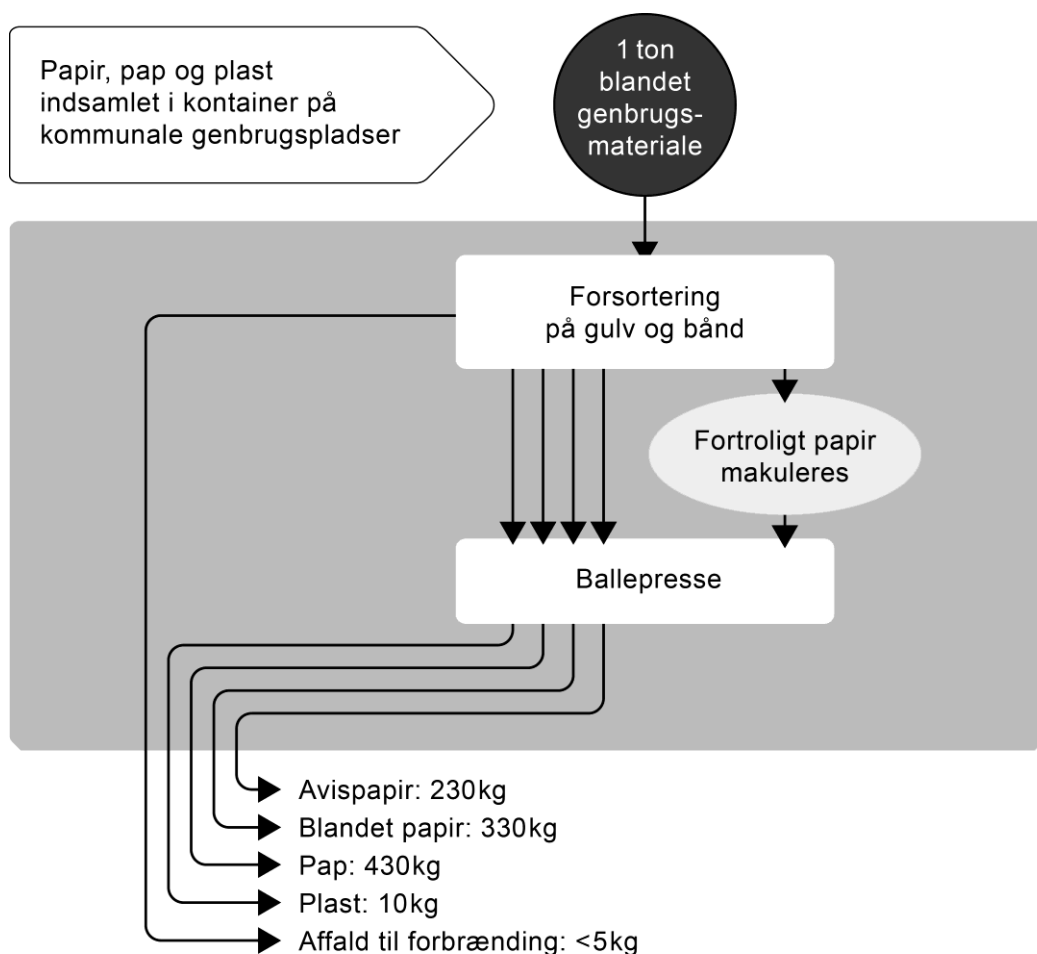 Papir, pap og plast
indsamlet i kontainer på
kommunale genbrugspladser
1 ton
blandet
genbrugs-
materiale
Forsortering
på gulv og bånd
Fortroligt papir
makuleres
Ballepresse
Avispapir: 230kg
Blandet papir: 330kg
Pap: 430kg
Plast: 10kg
Affald til forbrænding: <5kg